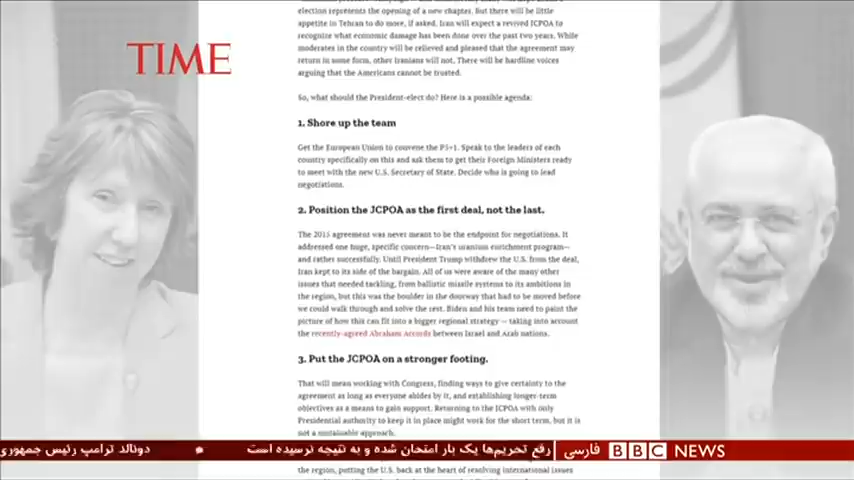 TIME
election represents the opening of a new chapter. But there will be little
appetite in Tehran to do more, if asked. Iran will expect a revived JCPOA to
recognize what economic damage has been done over the past two years. While
moderates in the country will be relieved and pleased that the agreement may
return in some form, other Iranians will not. There will be hardline voices
arguing that the Americans cannot be trusted.
So, what should the President-elect do? Here is a possible agenda:
1. Shore up the team
Get the European Union to convene the P5+1. Speak to the leaders of each
country specifically on this and ask them to get their Foreign Ministers ready
to meet with the new U.S. Secretary of State. Decide who is going to lead
negotiations.
2. Position the JCPOA as the first deal, not the last.
The 2015 agreement was never meant to be the endpoint for negotiations. It
addressed one huge, specific concern—Iran's uranium enrichment program—
and rather successfully. Until President Trump withdrew the U.S. from the deal,
Iran kept to its side of the bargain. All of us were aware of the many other
issues that needed tackling, from ballistic missile systems to its ambitions in
the region, but this was the boulder in the doorway that had to be moved before
we could walk through and solve the rest. Biden and his team need to paint the
picture of how this can fit into a bigger regional strategy — taking into account
the recently-agreed Abraham Accords between Israel and Arab nations.
3. Put the JCPOA on a stronger footing.
That will mean working with Congress, finding ways to give certainty to the
agreement as long as everyone abides by it, and establishing longer-term
objectives as a means to gain support. Returning to the JCPOA with only
Presidential authority to keep it in place might work for the short term, but it is
not a sustainable approach.
رفع تحریم‌ها یک بار امتحان شده و به نتیجه نرسیده است • دونالد ترامپ رئیس جمهوری
BBC NEWS فارسی
the region, putting the U.S. back at the heart of resolving international issues